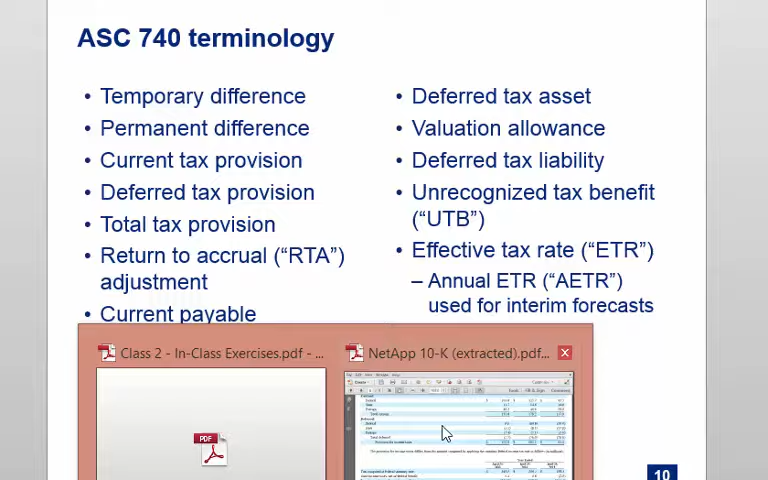 ASC 740 terminology
• Temporary difference
• Permanent difference
• Current tax provision
• Deferred tax provision
• Total tax provision
• Return to accrual (“RTA”)
adjustment
• Current payable
• Deferred tax asset
• Valuation allowance
• Deferred tax liability
• Unrecognized tax benefit
(“UTB”)
• Effective tax rate (“ETR”)
– Annual ETR (“AETR”)
used for interim forecasts
Class 2 - In-Class Exercises.pdf - ...
NetApp 10-K (extracted).pdf...
PDF
10